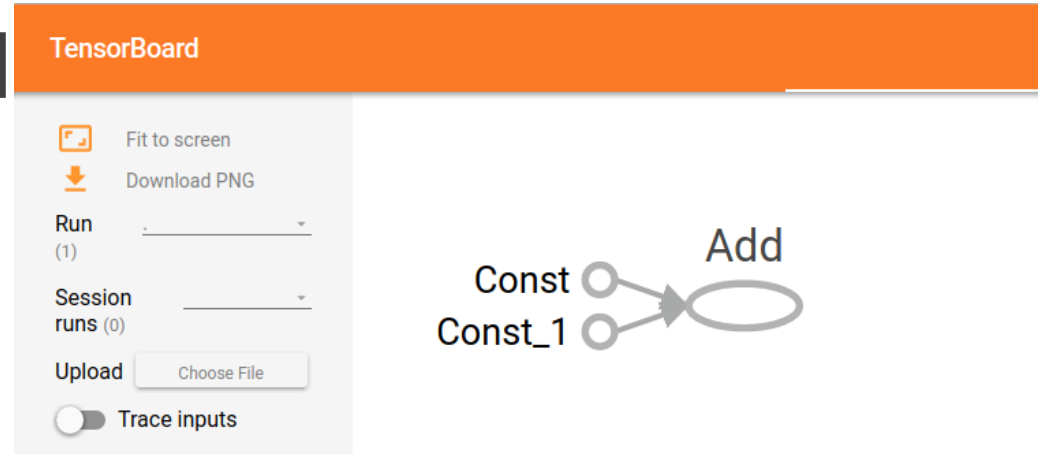 TensorBoard
Fit to screen
Download PNG
Run .
(1)
Session
runs (0)
Upload Choose File
Trace inputs
Add
Const
Const_1